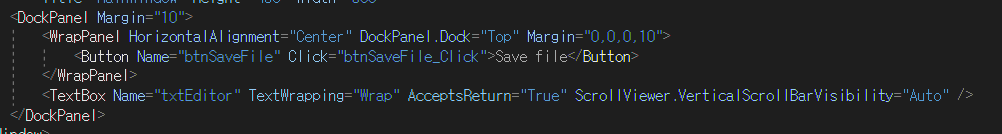 <DockPanel Margin="10">
<WrapPanel HorizontalAlignment="Center" DockPanel.Dock="Top" Margin="0,0,0,10">
<Button Name="btnSaveFile" Click="btnSaveFile_Click">Save file</Button>
</WrapPanel>
<TextBox Name="txtEditor" TextWrapping="Wrap" AcceptsReturn="True" ScrollViewer.VerticalScrollBarVisibility="Auto" />
</DockPanel>